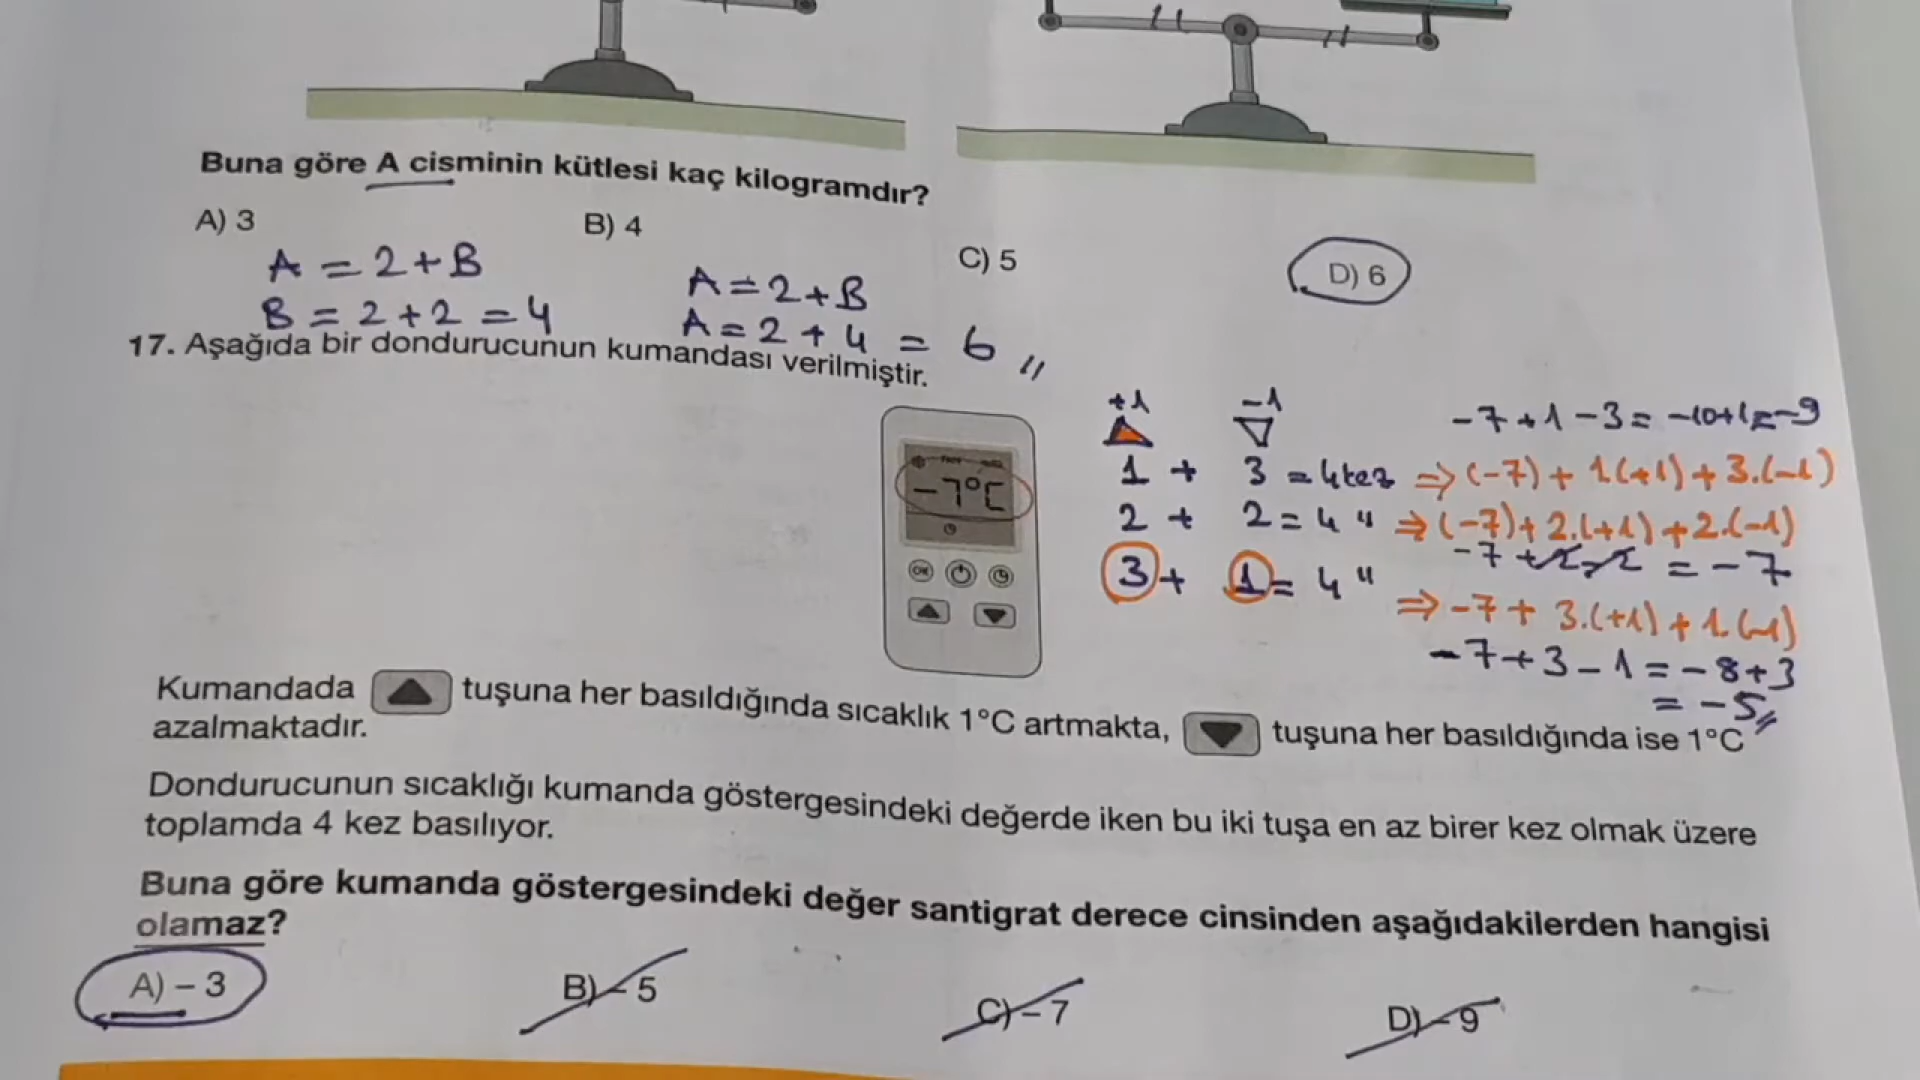 Buna göre A cisminin kütlesi kaç kilogramdır?
A) 3
B) 4
C) 5
D) 6
A = 2+B
B = 2+2 = 4
A = 2+B
A = 2 + 4 = 6 //
17. Aşağıda bir dondurucunun kumandası verilmiştir.
-7°C
OK
+1 -1
1 + 3 = 4 kez ⇒ (-7) + 1.(+1) + 3.(-1)
-7+1-3 = -10+1 = -9
2 + 2 = 4 " ⇒ (-7) + 2.(+1) + 2.(-1)
-7 +2-2 = -7
3 + 1 = 4 " ⇒ -7 + 3.(+1) + 1.(-1)
-7+3-1 = -8+3
= -5 //
Kumandada ▲ tuşuna her basıldığında sıcaklık 1°C artmakta, ▼ tuşuna her basıldığında ise 1°C
azalmaktadır.
Dondurucunun sıcaklığı kumanda göstergesindeki değerde iken bu iki tuşa en az birer kez olmak üzere
toplamda 4 kez basılıyor.
Buna göre kumanda göstergesindeki değer santigrat derece cinsinden aşağıdakilerden hangisi
olamaz?
A) – 3
B) – 5
C) – 7
D) – 9